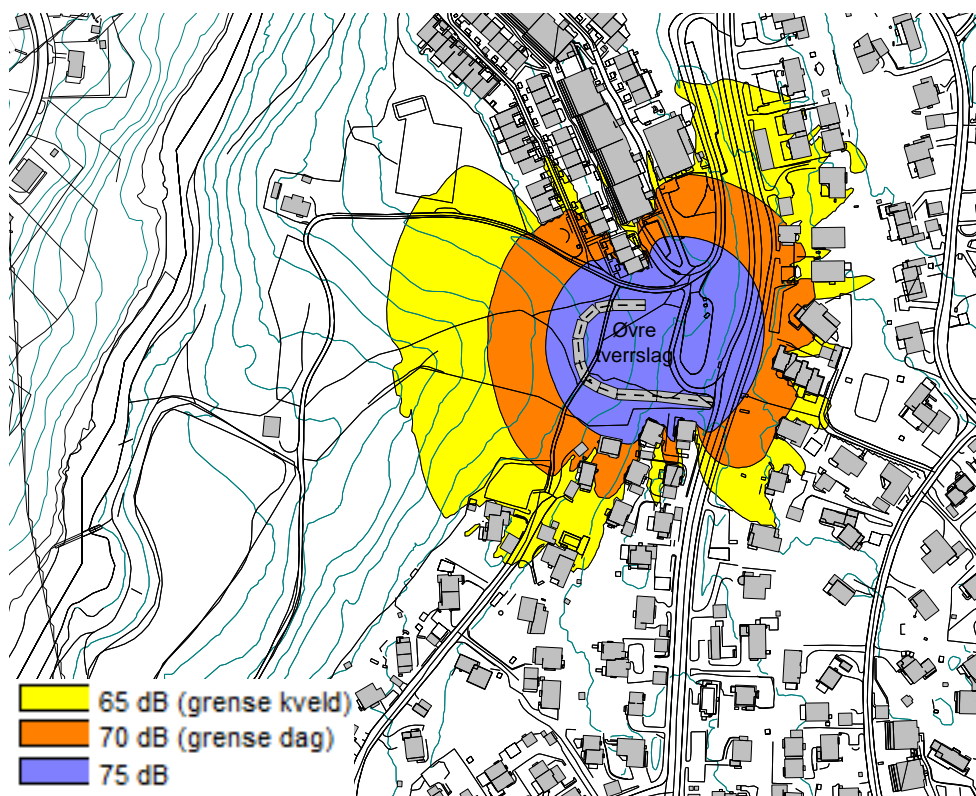 Øvre
tverrslag
65 dB (grense kveld)
70 dB (grense dag)
75 dB